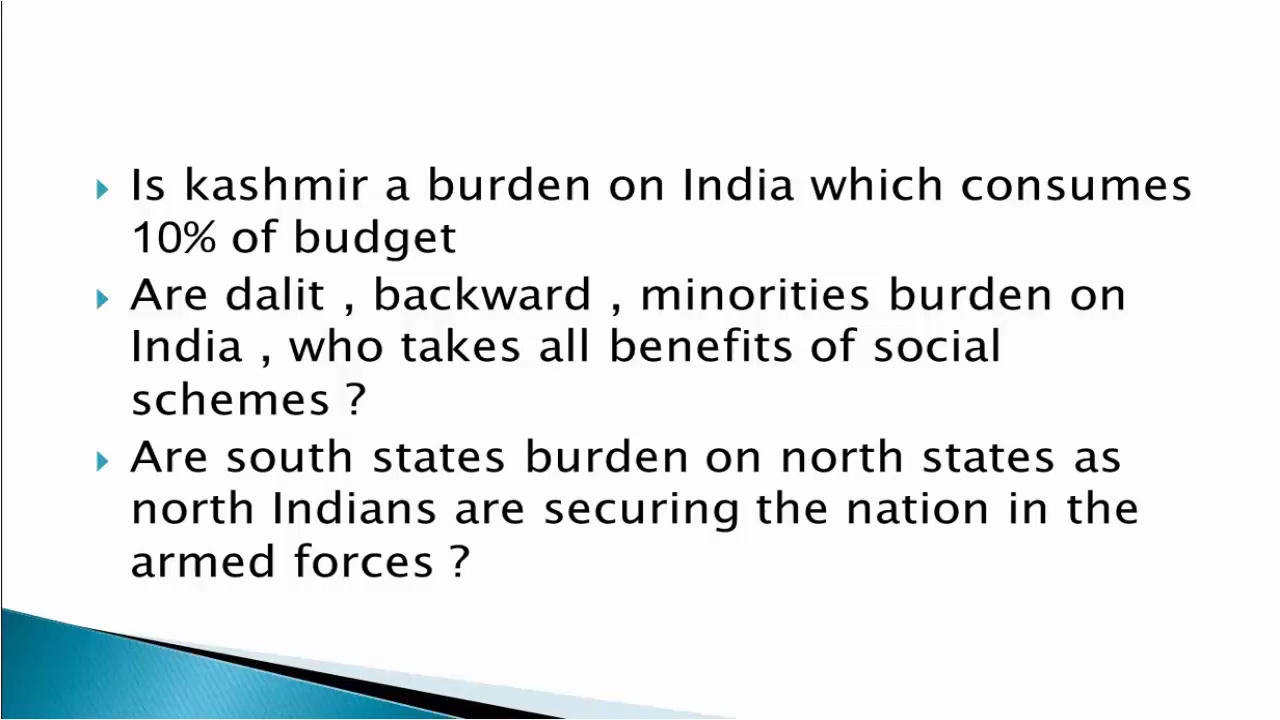 Is kashmir a burden on India which consumes
10% of budget
Are dalit , backward , minorities burden on
India , who takes all benefits of social
schemes ?
Are south states burden on north states as
north Indians are securing the nation in the
armed forces ?